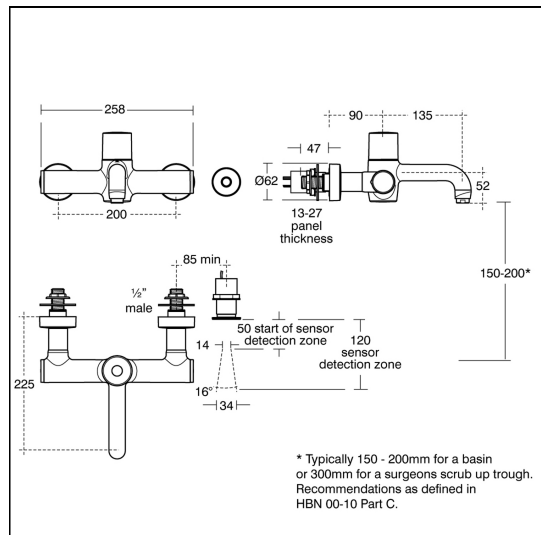 258
200
90
135
47
Ø62
52
13-27
panel
thickness
150-200*
85 min
½"
male
50 start of sensor
detection zone
14
120
sensor
detection zone
225
16°
34
* Typically 150 - 200mm for a basin
or 300mm for a surgeons scrub up trough.
Recommendations as defined in
HBN 00-10 Part C.